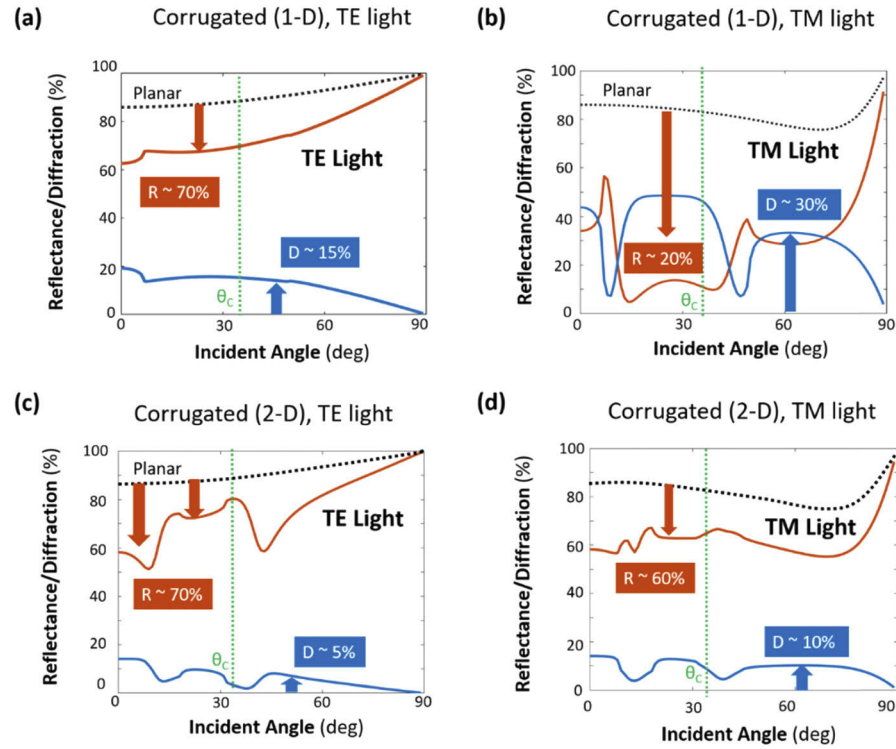 (a)
Corrugated (1-D), TE light
Reflectance/Diffraction (%)
100
80
60
40
20
0
Planar
TE Light
R ~ 70%
D ~ 15%
θc
0
30
60
90
Incident Angle (deg)
(b)
Corrugated (1-D), TM light
Reflectance/Diffraction (%)
100
80
60
40
20
0
Planar
TM Light
D ~ 30%
R ~ 20%
θc
0
30
60
90
Incident Angle (deg)
(c)
Corrugated (2-D), TE light
Reflectance/Diffraction (%)
100
80
60
40
20
0
Planar
TE Light
R ~ 70%
D ~ 5%
θc
0
30
60
90
Incident Angle (deg)
(d)
Corrugated (2-D), TM light
Reflectance/Diffraction (%)
100
80
60
40
20
0
Planar
TM Light
R ~ 60%
D ~ 10%
θc
0
30
60
90
Incident Angle (deg)